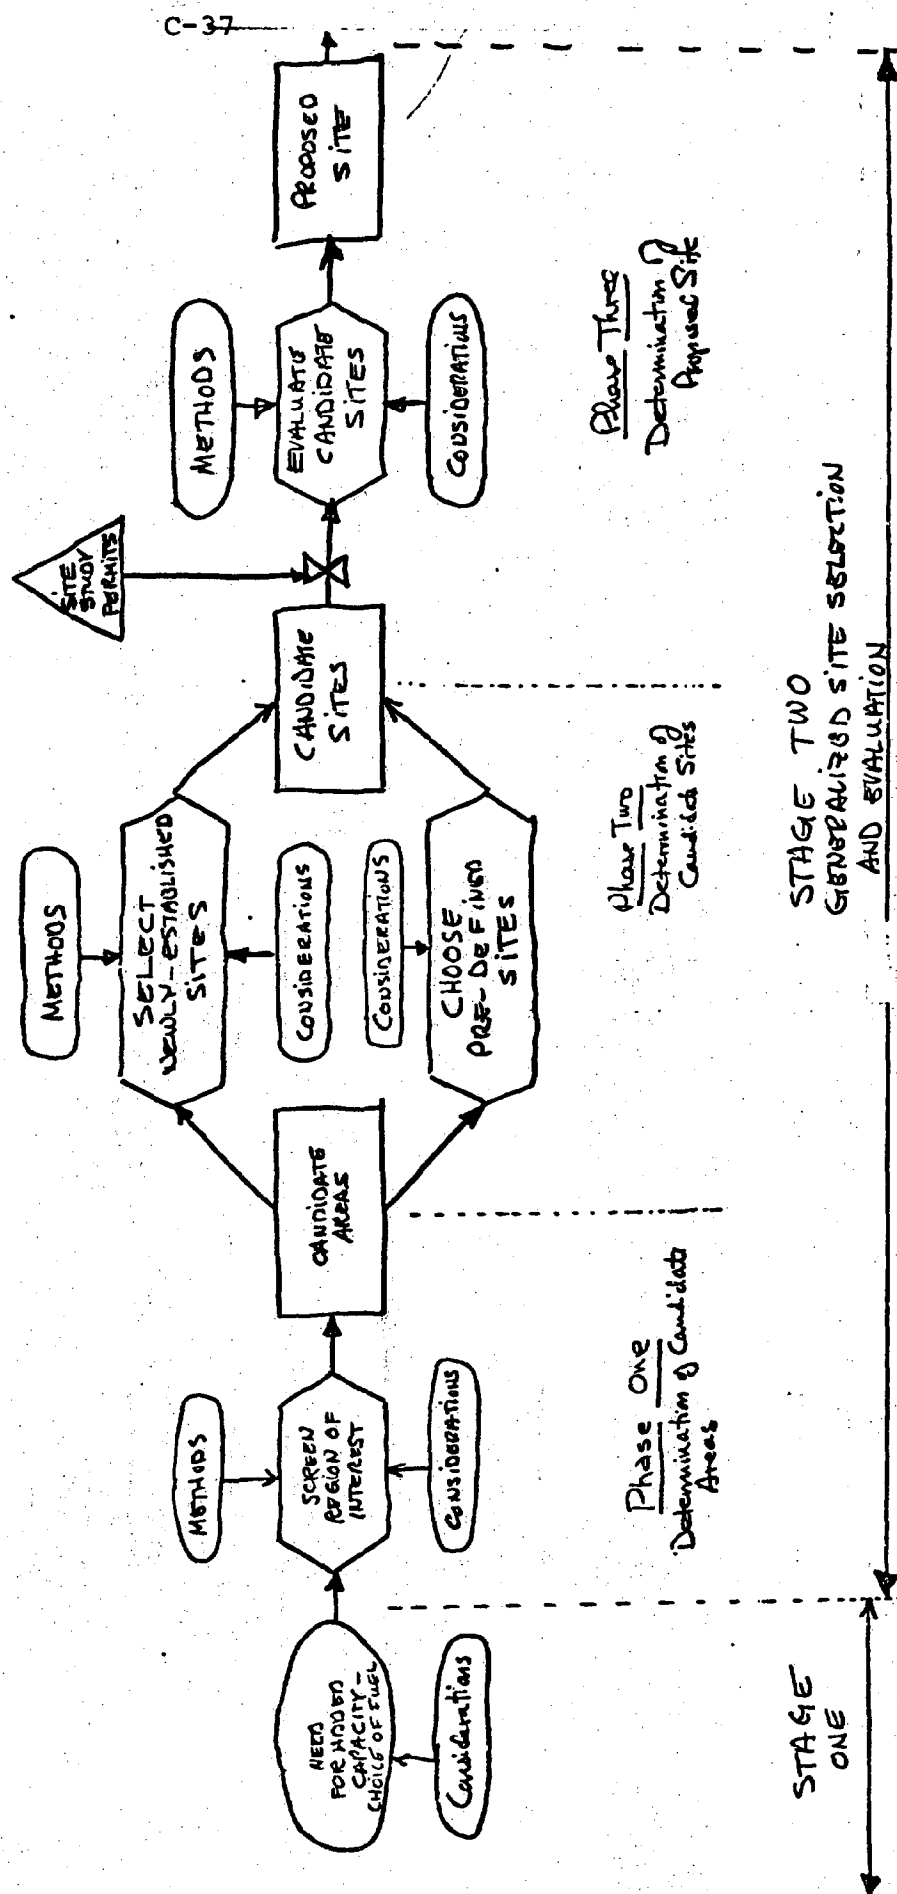 C-37
NEED
FOR ADDED
CAPACITY -
CHOICE OF FUEL
Considerations
METHODS
SCREEN
REGION OF
INTEREST
CONSIDERATIONS
CANDIDATE
AREAS
METHODS
SELECT
NEWLY-ESTABLISHED
SITES
CONSIDERATIONS
CONSIDERATIONS
CHOOSE
PRE-DEFINED
SITES
CANDIDATE
SITES
SITE
STUDY
PERMITS
METHODS
EVALUATE
CANDIDATE
SITES
CONSIDERATIONS
PROPOSED
SITE
Phase One
Determination of Candidate
Areas
Phase Two
Determination of
Candidate Sites
Phase Three
Determination of
Proposed Site
STAGE
ONE
STAGE TWO
GENERALIZED SITE SELECTION
AND EVALUATION